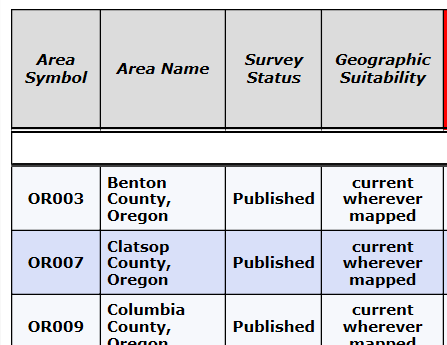 Area Symbol
Area Name
Survey Status
Geographic Suitability
OR003
Benton
County,
Oregon
Published
current
wherever
mapped
OR007
Clatsop
County,
Oregon
Published
current
wherever
mapped
OR009
Columbia
County,
Oregon
Published
current
wherever
mapped